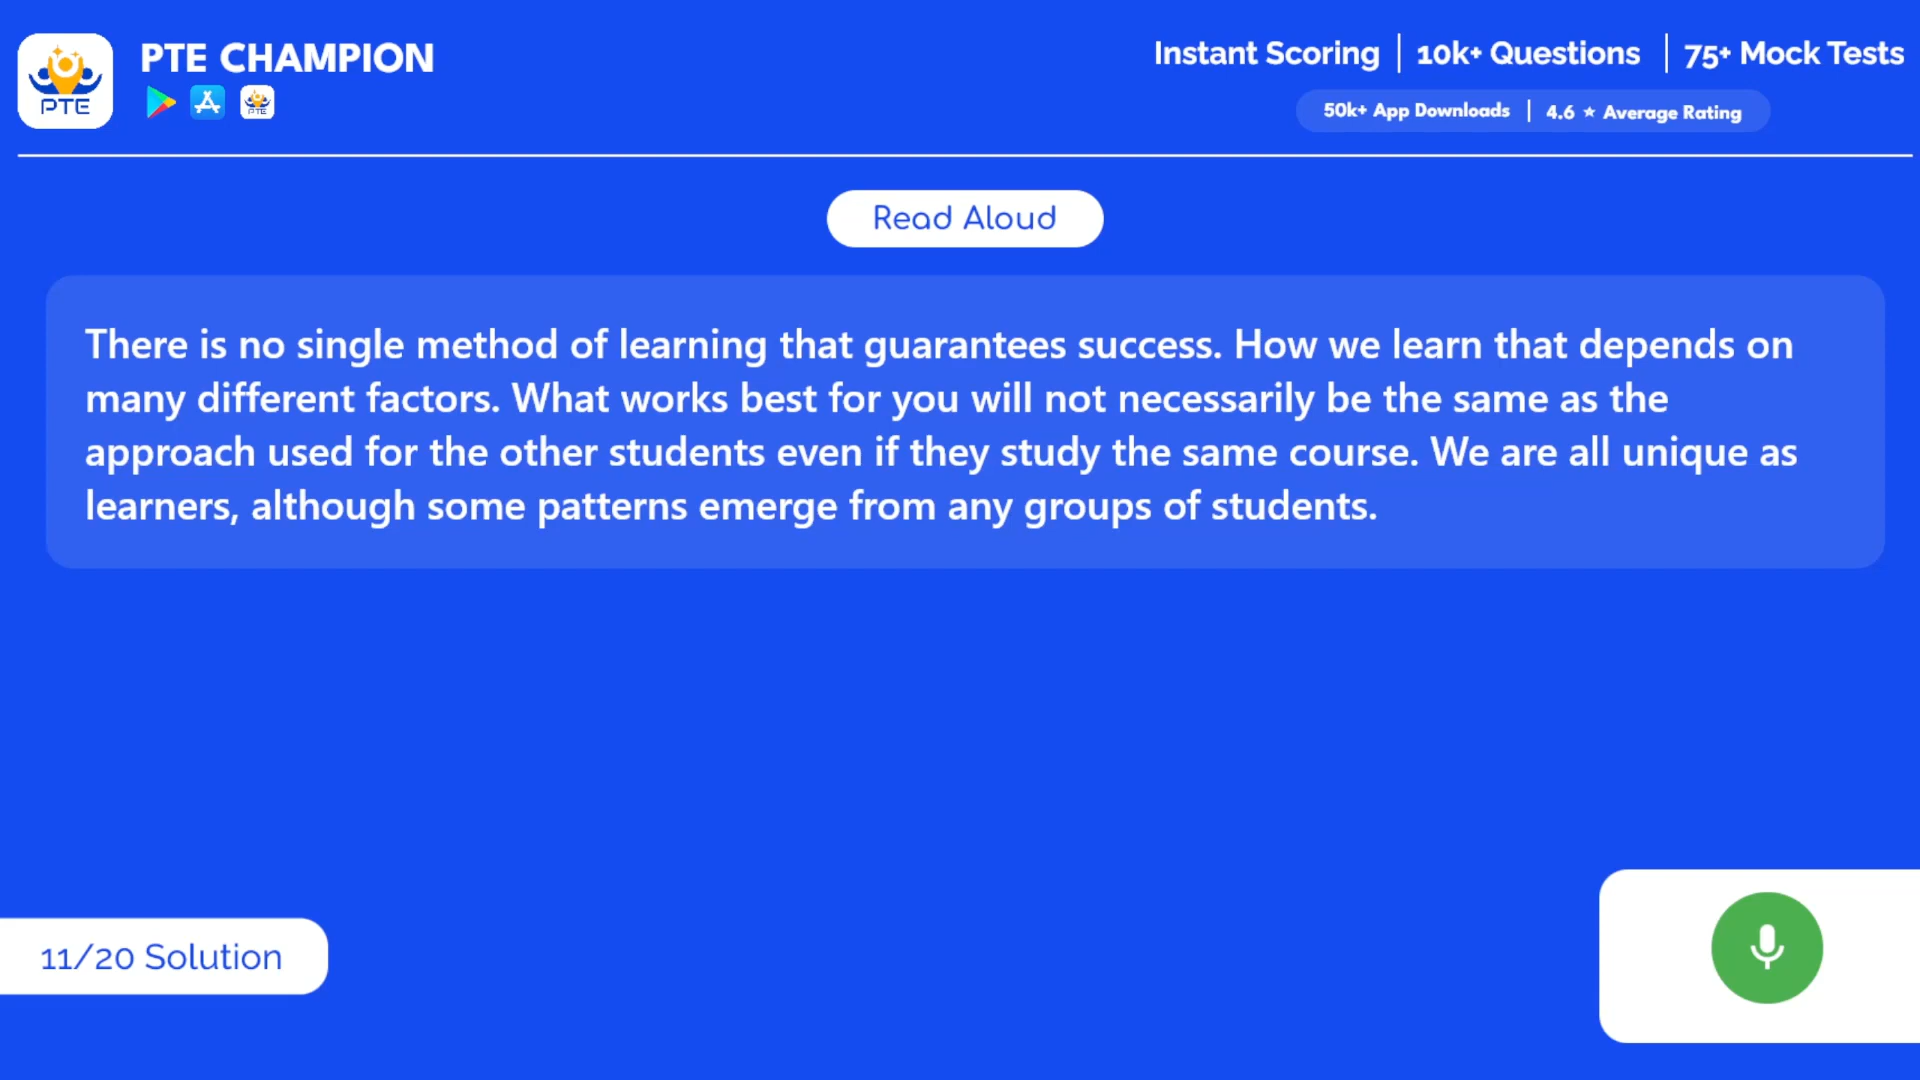 PTE CHAMPION
PTE
PTE
Instant Scoring | 10k+ Questions | 75+ Mock Tests
50k+ App Downloads | 4.6 ★ Average Rating
Read Aloud
There is no single method of learning that guarantees success. How we learn that depends on
many different factors. What works best for you will not necessarily be the same as the
approach used for the other students even if they study the same course. We are all unique as
learners, although some patterns emerge from any groups of students.
11/20 Solution